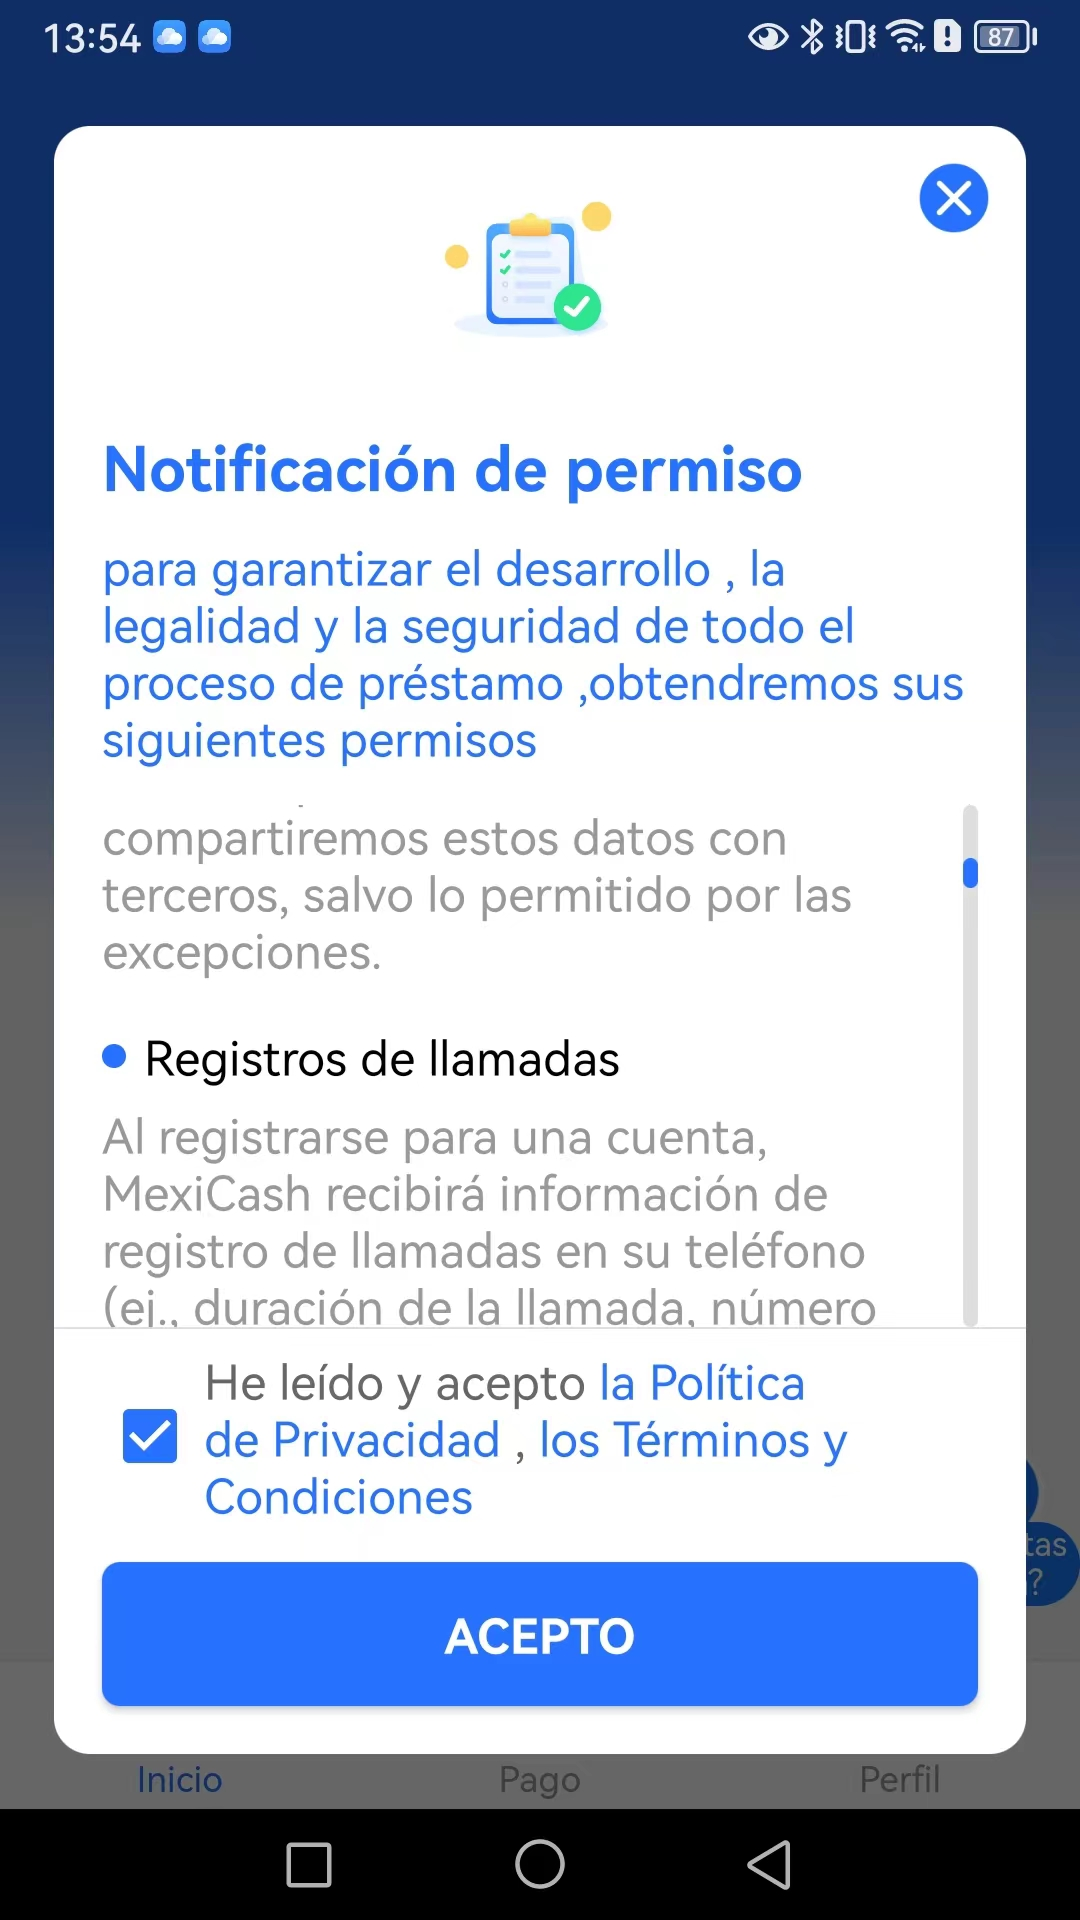 13:54
87
Notificación de permiso
para garantizar el desarrollo , la
legalidad y la seguridad de todo el
proceso de préstamo ,obtendremos sus
siguientes permisos
compartiremos estos datos con
terceros, salvo lo permitido por las
excepciones.
Registros de llamadas
Al registrarse para una cuenta,
MexiCash recibirá información de
registro de llamadas en su teléfono
(ej., duración de la llamada, número
He leído y acepto la Política
de Privacidad , los Términos y
Condiciones
tas
?
ACEPTO
Inicio
Pago
Perfil